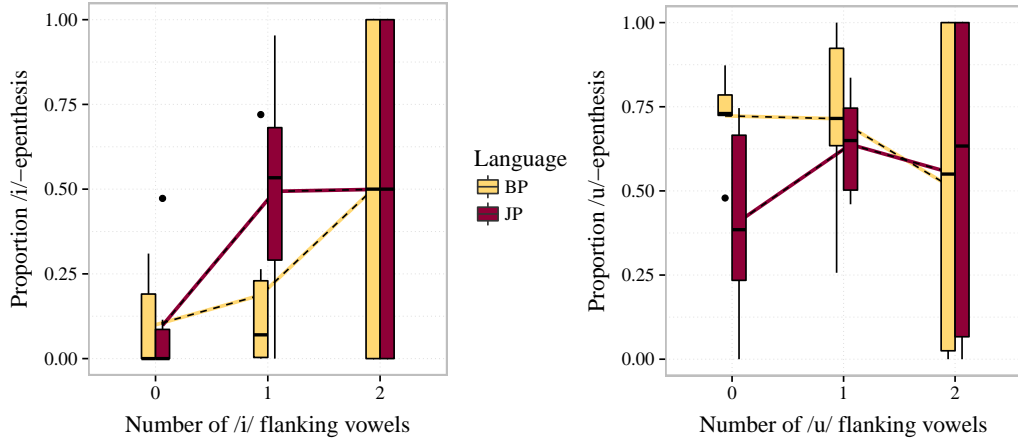 Proportion /i/−epenthesis
1.00
0.75
0.50
0.25
0.00
0 1 2
Number of /i/ flanking vowels
Language
BP
JP
Proportion /u/−epenthesis
1.00
0.75
0.50
0.25
0.00
0 1 2
Number of /u/ flanking vowels